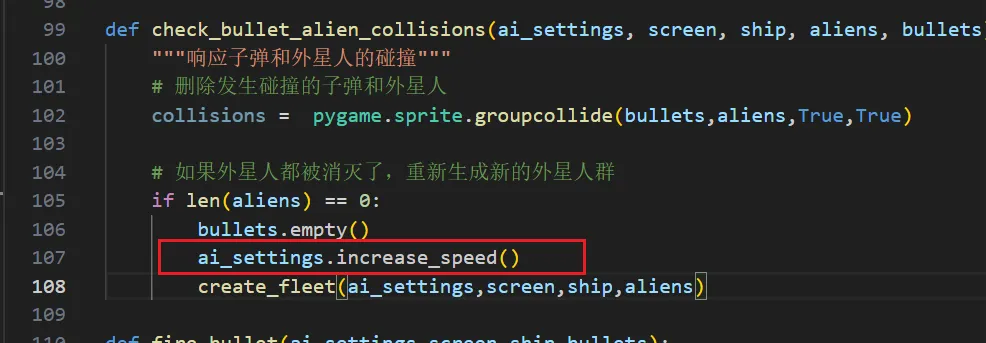 98
99 def check_bullet_alien_collisions(ai_settings, screen, ship, aliens, bullets)
100 """响应子弹和外星人的碰撞"""
101 # 删除发生碰撞的子弹和外星人
102 collisions =  pygame.sprite.groupcollide(bullets,aliens,True,True)
103
104 # 如果外星人都被消灭了，重新生成新的外星人群
105 if len(aliens) == 0:
106 bullets.empty()
107 ai_settings.increase_speed()
108 create_fleet(ai_settings,screen,ship,aliens)
109
110 def fire_bullet(ai_settings,screen,ship,bullets):